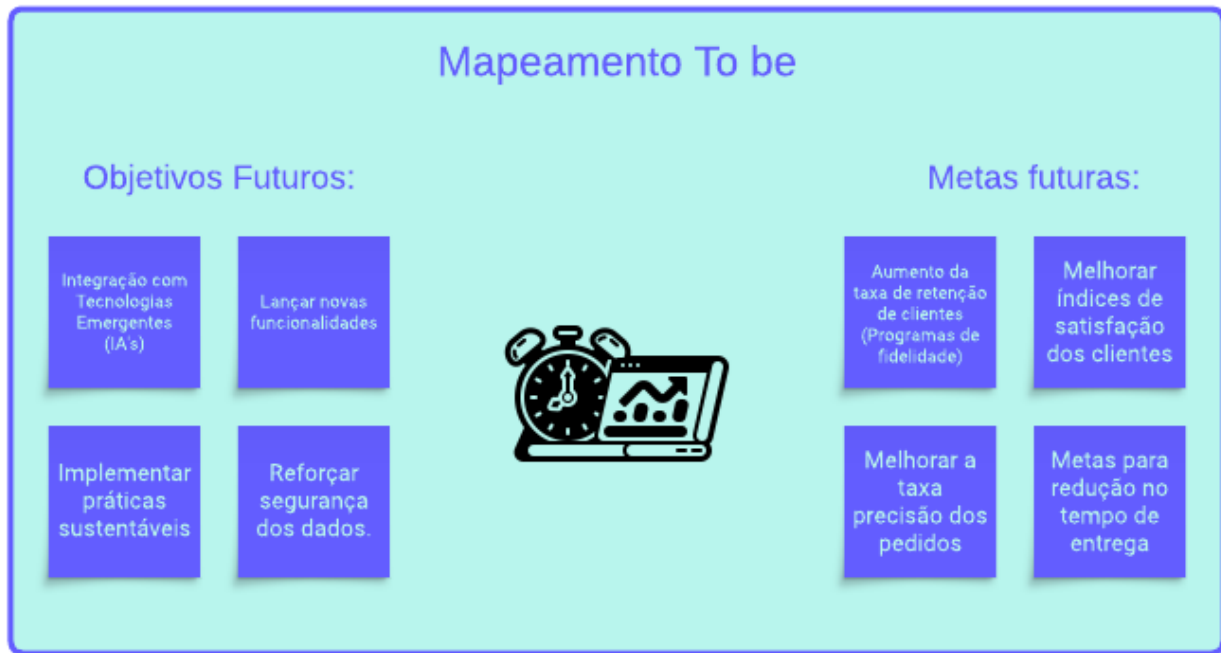 Mapeamento To be
Objetivos Futuros:
Integração com
Tecnologias
Emergentes
(IA's)
Lançar novas
funcionalidades
Implementar
práticas
sustentáveis
Reforçar
segurança
dos dados.
Metas futuras:
Aumento da
taxa de retenção
de clientes
(Programas de
fidelidade)
Melhorar
índices de
satisfação
dos clientes
Melhorar a
taxa
precisão dos
pedidos
Metas para
redução no
tempo de
entrega